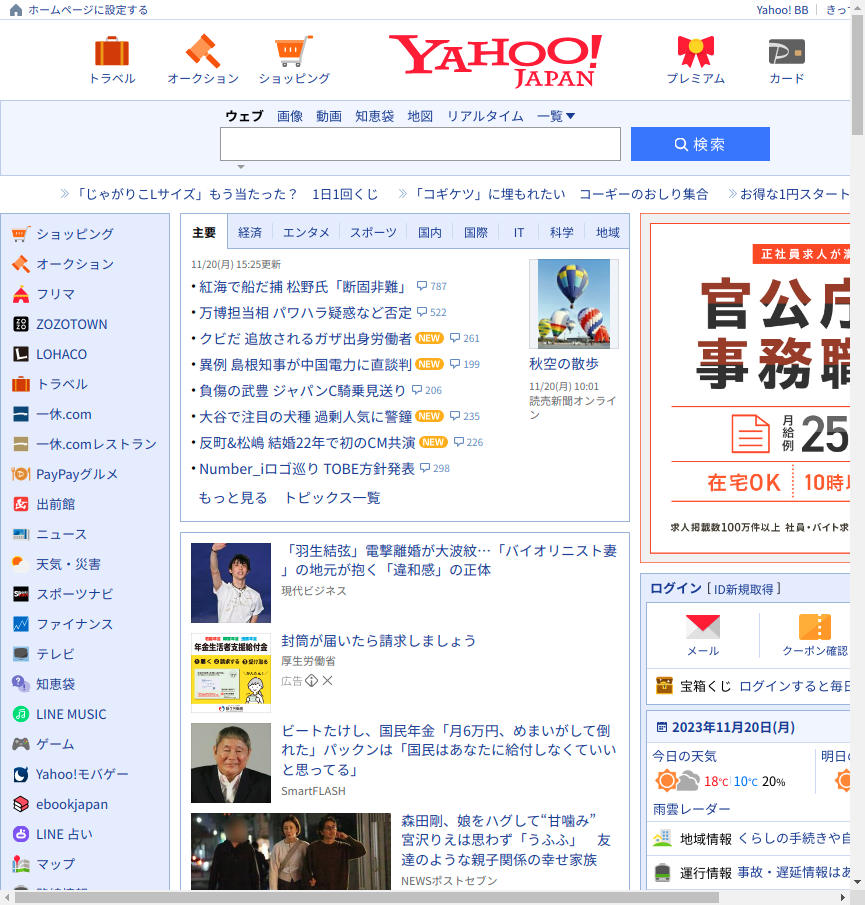 ホームページに設定する
Yahoo! BB
きっ
トラベル
オークション
ショッピング
YAHOO!
JAPAN
プレミアム
カード
ウェブ 画像 動画 知恵袋 地図 リアルタイム 一覧
検索
「じゃがりこLサイズ」もう当たった？ 1日1回くじ
「コギケツ」に埋もれたい コーギーのおしり集合
お得な1円スタート
ショッピング
オークション
フリマ
ZOZOTOWN
LOHACO
トラベル
一休.com
一休.comレストラン
PayPayグルメ
出前館
ニュース
天気・災害
スポーツナビ
ファイナンス
テレビ
知恵袋
LINE MUSIC
ゲーム
Yahoo!モバゲー
ebookjapan
LINE 占い
マップ
主要 経済 エンタメ スポーツ 国内 国際 IT 科学 地域
11/20(月) 15:25更新
紅海で船だ捕 松野氏「断固非難」 787
万博担当相 パワハラ疑惑など否定 522
クビだ 追放されるガザ出身労働者 NEW 261
異例 島根知事が中国電力に直談判 NEW 199
負傷の武豊 ジャパンC騎乗見送り 206
大谷で注目の犬種 過剰人気に警鐘 NEW 235
反町&松嶋 結婚22年で初のCM共演 NEW 226
Number_iロゴ巡り TOBE方針発表 298
もっと見る トピックス一覧
秋空の散歩
11/20(月) 10:01
読売新聞オンライ
ン
「羽生結弦」電撃離婚が大波紋…「バイオリニスト妻
」の地元が抱く「違和感」の正体
現代ビジネス
年金生活者支援給付金
封筒が届いたら請求しましょう
厚生労働省
広告
ビートたけし、国民年金「月6万円、めまいがして倒
れた」パックンは「国民はあなたに給付しなくていい
と思ってる」
SmartFLASH
森田剛、娘をハグして“甘噛み”
宮沢りえは思わず「うふふ」 友
達のような親子関係の幸せ家族
NEWSポストセブン
正社員求人が満
官公庁
事務職
月給例
25
在宅OK
10時
求人掲載数100万件以上 社員・バイト求
ログイン [ ID新規取得 ]
メール
クーポン確認
宝箱くじ ログインすると毎日
2023年11月20日(月)
今日の天気
明日
18℃ 10℃ 20%
雨雲レーダー
地域情報 くらしの手続きや自
運行情報 事故・遅延情報はあ